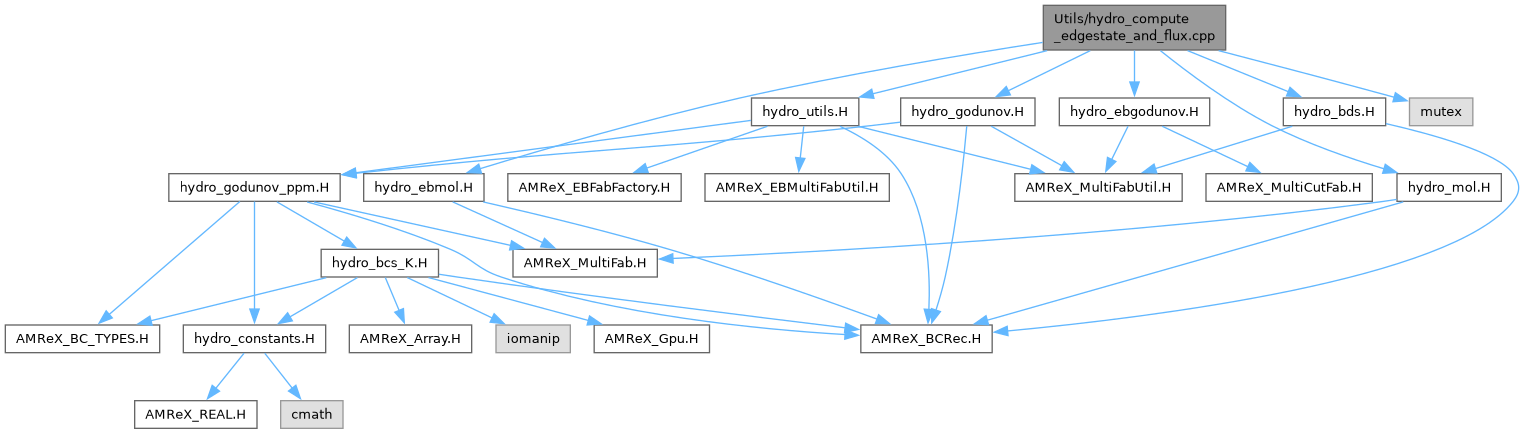 Utils/hydro_compute
_edgestate_and_flux.cpp
hydro_utils.H
hydro_godunov.H
hydro_ebgodunov.H
hydro_bds.H
mutex
hydro_godunov_ppm.H
hydro_ebmol.H
AMReX_EBFabFactory.H
AMReX_EBMultiFabUtil.H
AMReX_MultiFabUtil.H
AMReX_MultiCutFab.H
hydro_mol.H
hydro_bcs_K.H
AMReX_MultiFab.H
AMReX_BC_TYPES.H
hydro_constants.H
AMReX_Array.H
iomanip
AMReX_Gpu.H
AMReX_BCRec.H
AMReX_REAL.H
cmath